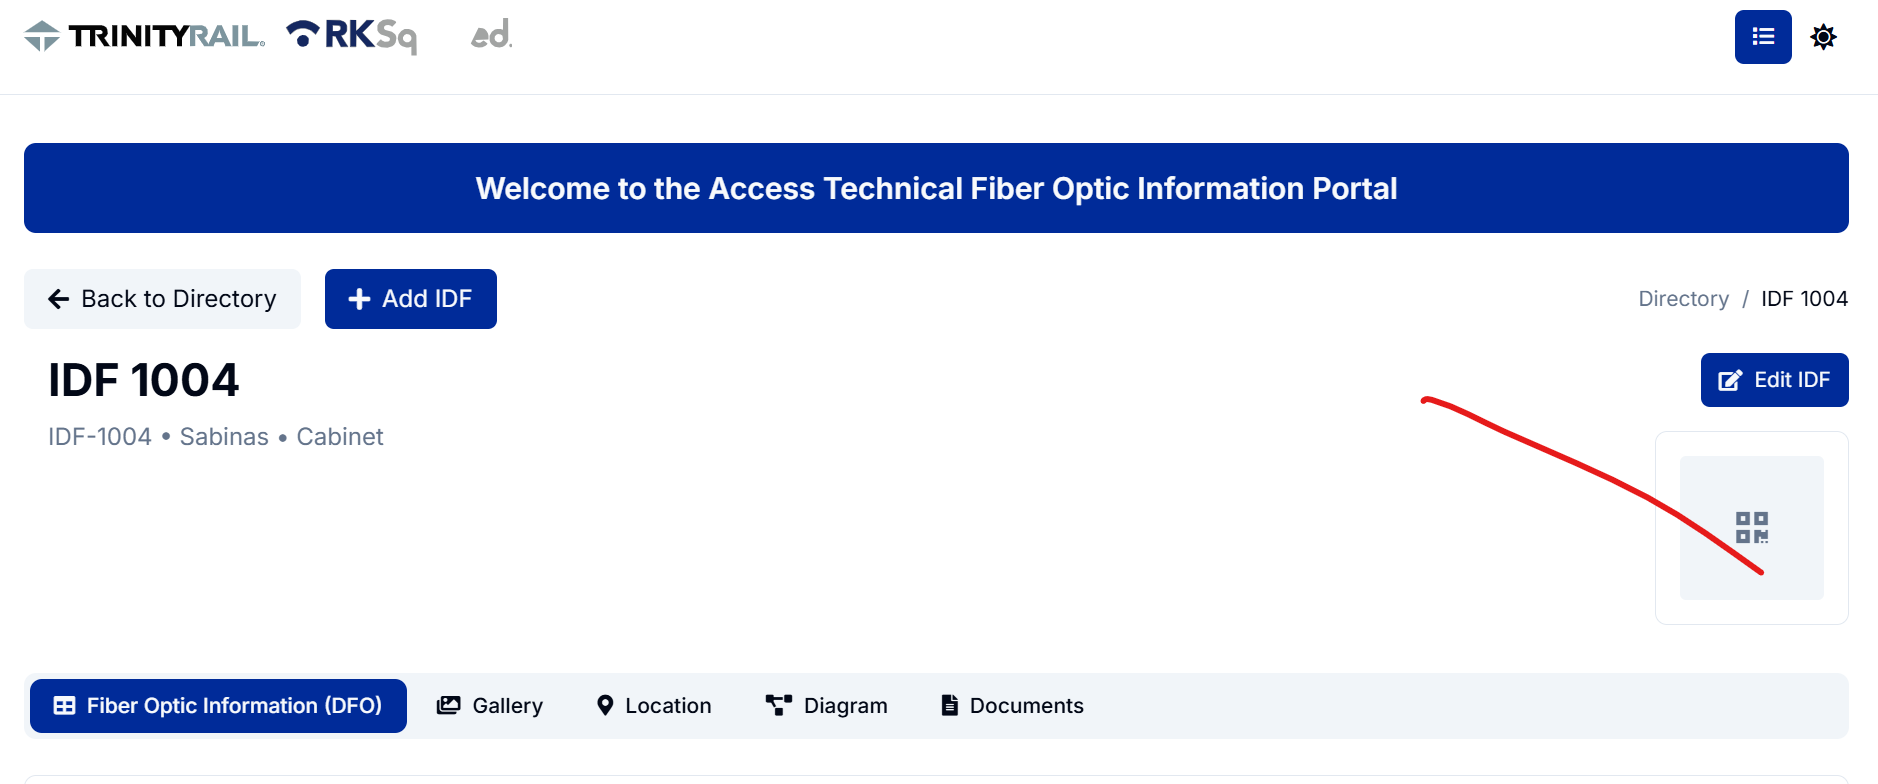 TRINITYRAIL® RKSq ed.
Welcome to the Access Technical Fiber Optic Information Portal
Back to Directory Add IDF Directory / IDF 1004
IDF 1004 Edit IDF
IDF-1004 • Sabinas • Cabinet
Fiber Optic Information (DFO) Gallery Location Diagram Documents